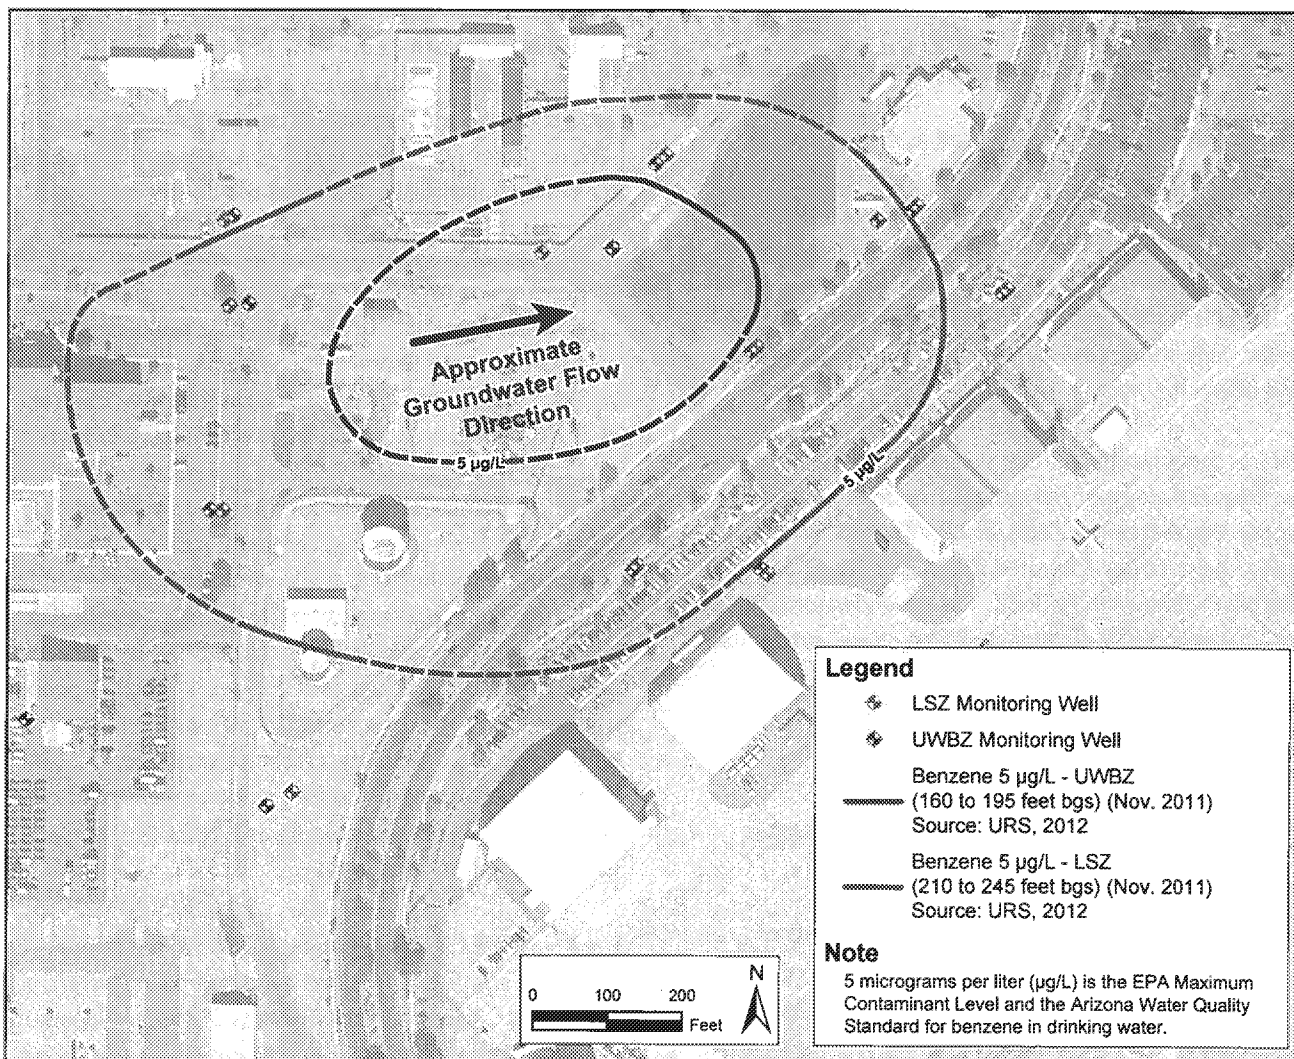 Approximate
Groundwater Flow
Direction
5 µg/L
5 µg/L
Legend
LSZ Monitoring Well
UWBZ Monitoring Well
Benzene 5 µg/L - UWBZ
(160 to 195 feet bgs) (Nov. 2011)
Source: URS, 2012
Benzene 5 µg/L - LSZ
(210 to 245 feet bgs) (Nov. 2011)
Source: URS, 2012
Note
5 micrograms per liter (µg/L) is the EPA Maximum
Contaminant Level and the Arizona Water Quality
Standard for benzene in drinking water.
N
0 100 200
Feet